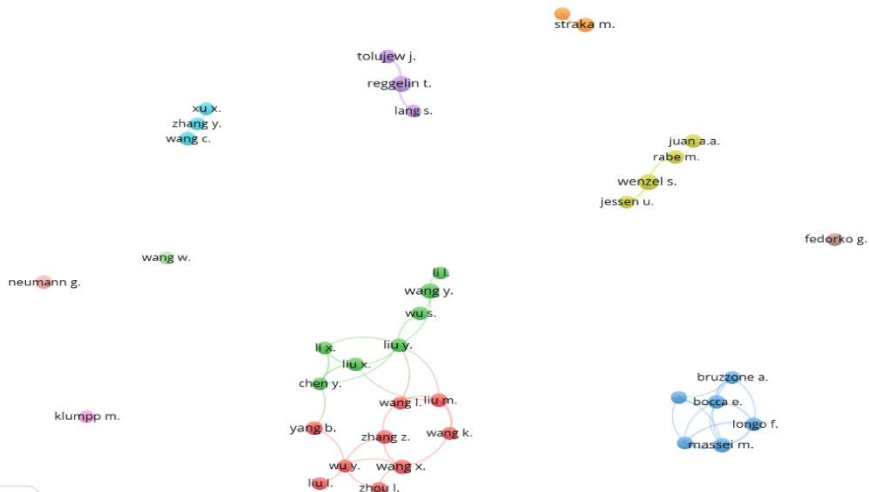 straka m.
tolujew j.
reggelin t.
lang s.
xu x.
zhang y.
wang c.
juan a.a.
rabe m.
wenzel s.
jessen u.
fedorko g.
wang w.
neumann g.
li l.
wang y.
wu s.
liu y.
li x.
liu x.
chen y.
bruzzone a.
bocca e.
longo f.
massei m.
klumpp m.
wang l.
liu m.
yang b.
zhang z.
wang k.
wu y.
wang x.
liu l.
zhou l.